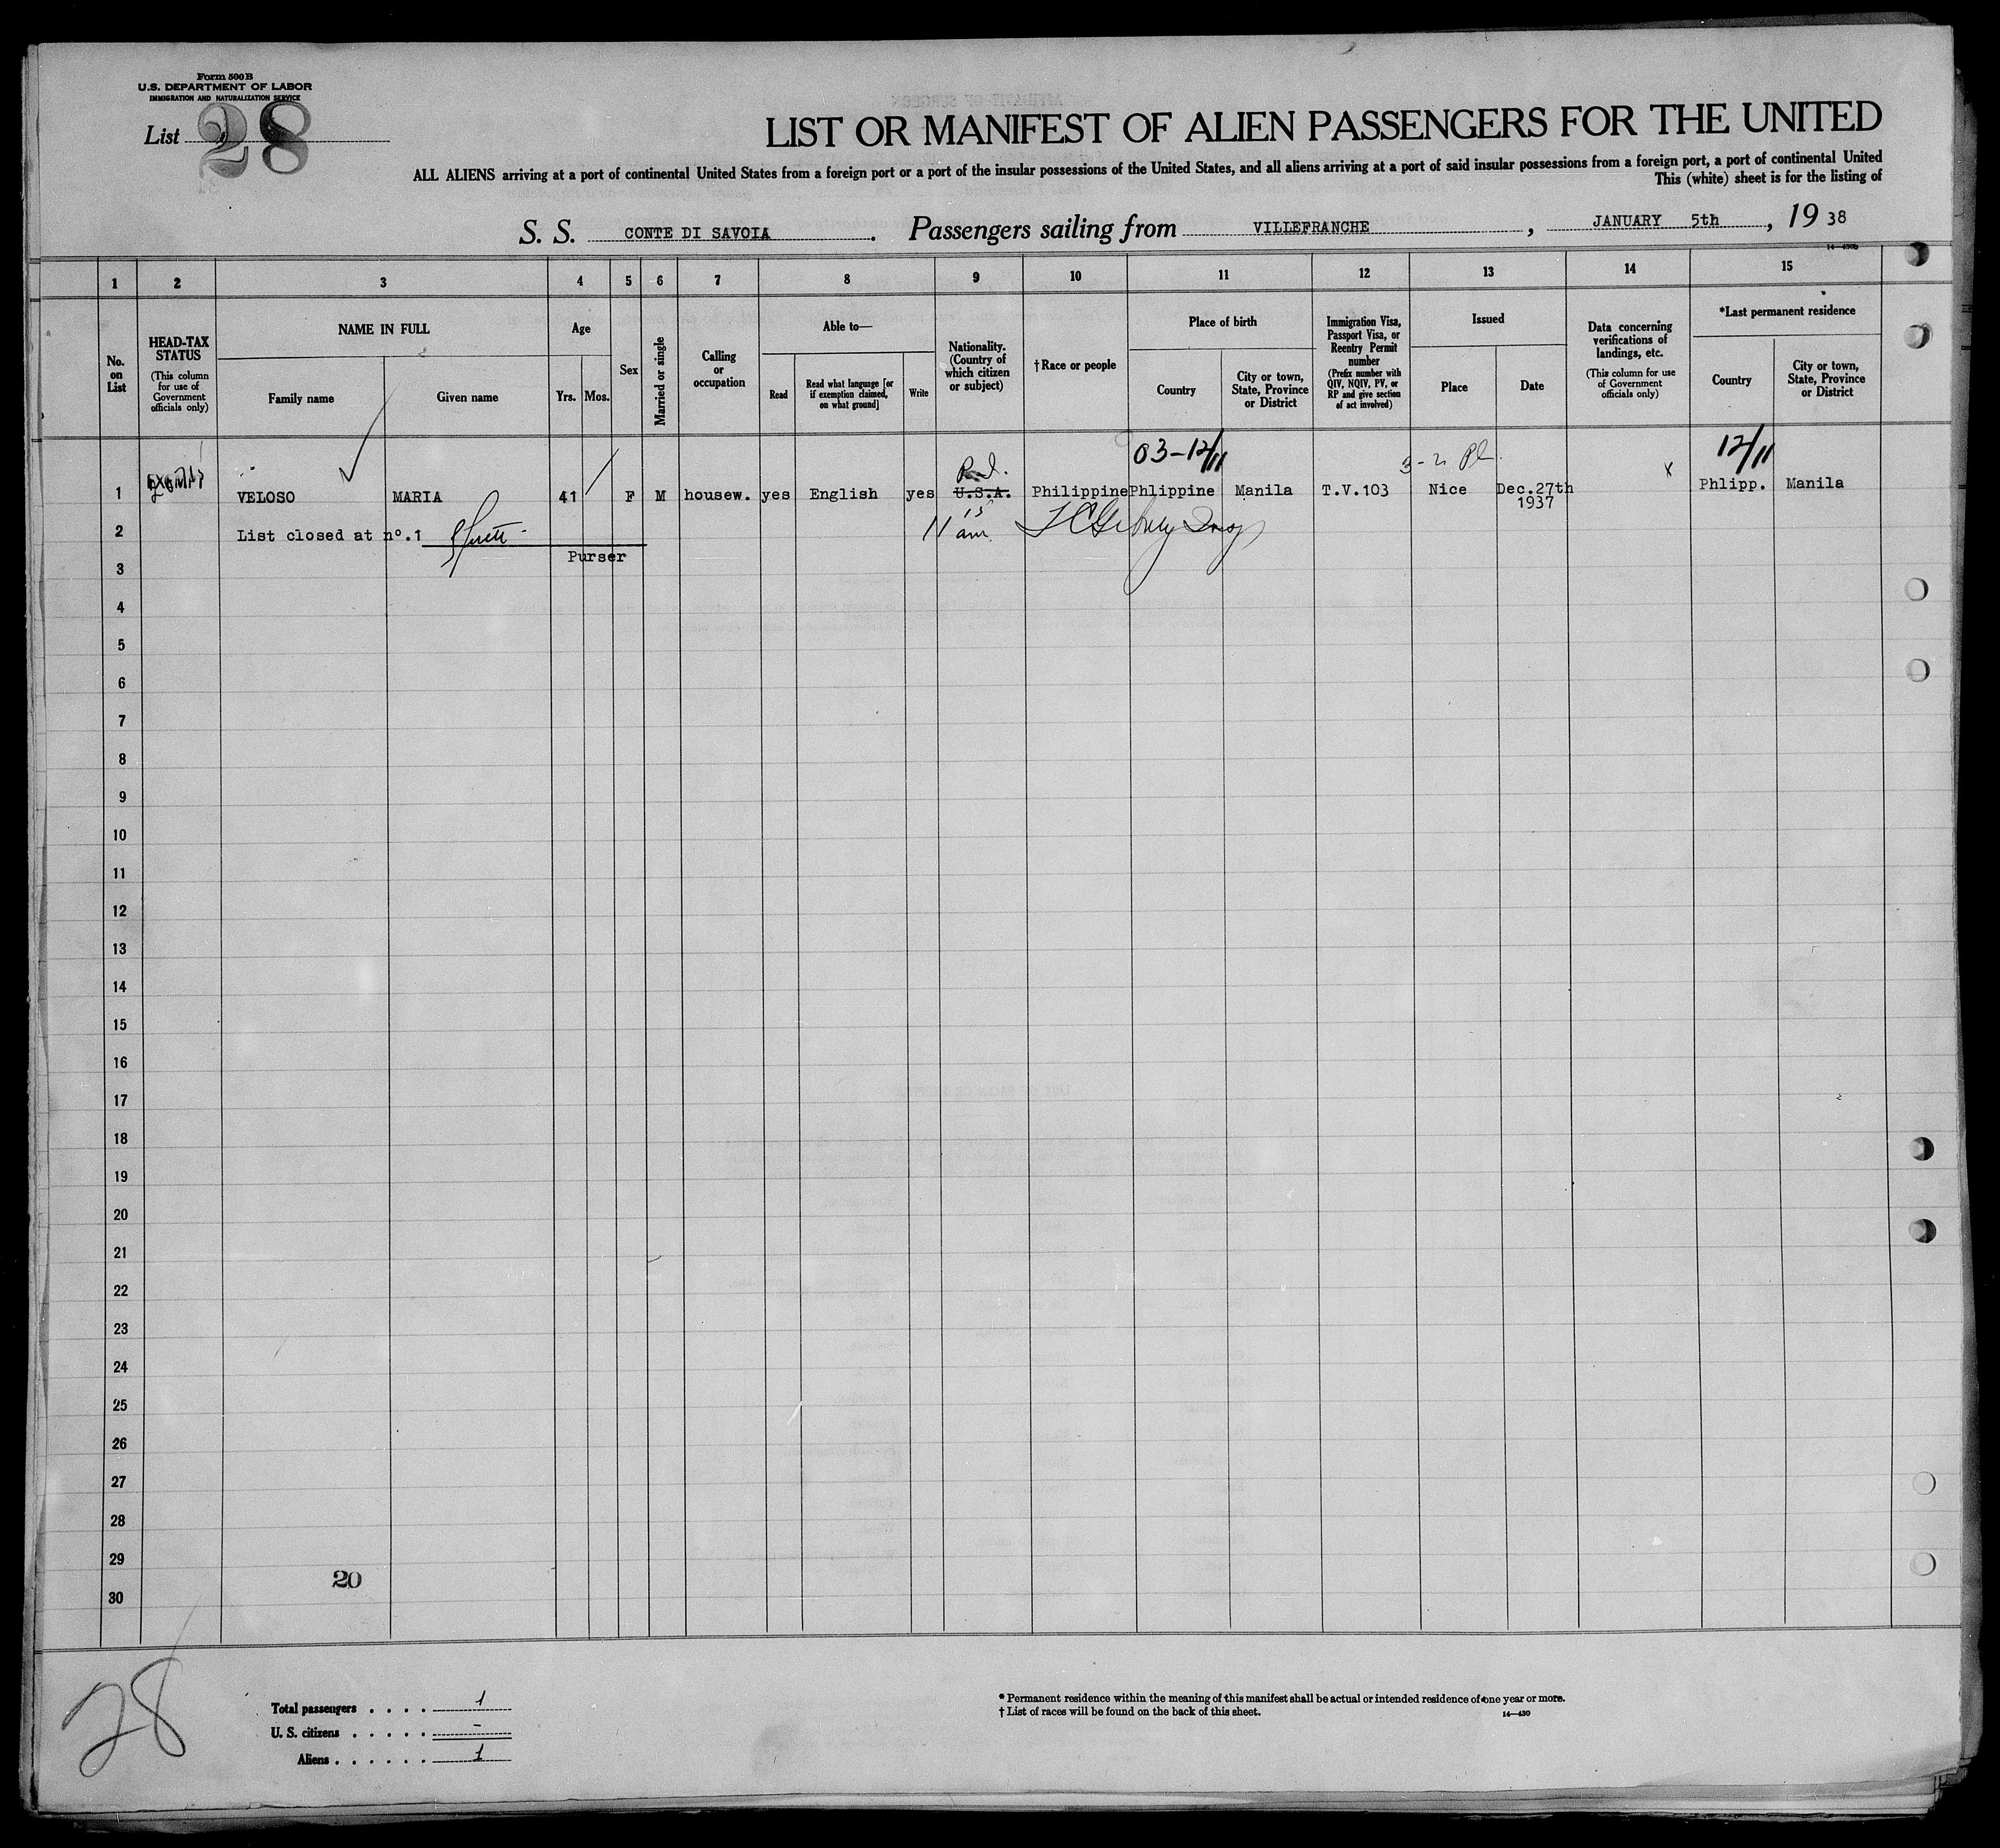 Form 500 B
U.S. DEPARTMENT OF LABOR
IMMIGRATION AND NATURALIZATION SERVICE
List 28
LIST OR MANIFEST OF ALIEN PASSENGERS FOR THE UNITED
ALL ALIENS arriving at a port of continental United States from a foreign port or a port of the insular possessions of the United States, and all aliens arriving at a port of said insular possessions from a foreign port, a port of continental United
This (white) sheet is for the listing of
S. S. CONTE DI SAVOIA. Passengers sailing from VILLEFRANCHE, JANUARY 5th, 19 38
1 2 3 4 5 6 7 8 9 10 11 12 13 14 15
No. on List
HEAD-TAX STATUS
(This column for use of Government officials only)
NAME IN FULL
Family name
Given name
Age
Yrs. Mos.
Sex
Married or single
Calling or occupation
Able to—
Read
Read what language [or if exemption claimed, on what ground]
Write
Nationality. (Country of which citizen or subject)
†Race or people
Place of birth
Country
City or town, State, Province or District
Immigration Visa, Passport Visa, or Reentry Permit number
(Prefix number with QIV, NQIV, PV, or RP and give section of act involved)
Issued
Place
Date
Data concerning verifications of landings, etc.
(This column for use of Government officials only)
*Last permanent residence
Country
City or town, State, Province or District
03-12/11
3-2 Pl.
12/11
1 VELOSO MARIA 41 F M housew. yes English yes U.S.A. Philippine Phlippine Manila T.V.103 Nice Dec.27th 1937 x Phlipp. Manila
2 List closed at nº.1
11 15 am
Purser
3
4
5
6
7
8
9
10
11
12
13
14
15
16
17
18
19
20
21
22
23
24
25
26
27
28
29
20
30
28
Total passengers . . . . 1
U. S. citizens . . . . . -
Aliens . . . . . . 1
* Permanent residence within the meaning of this manifest shall be actual or intended residence of one year or more.
† List of races will be found on the back of this sheet.
14—430